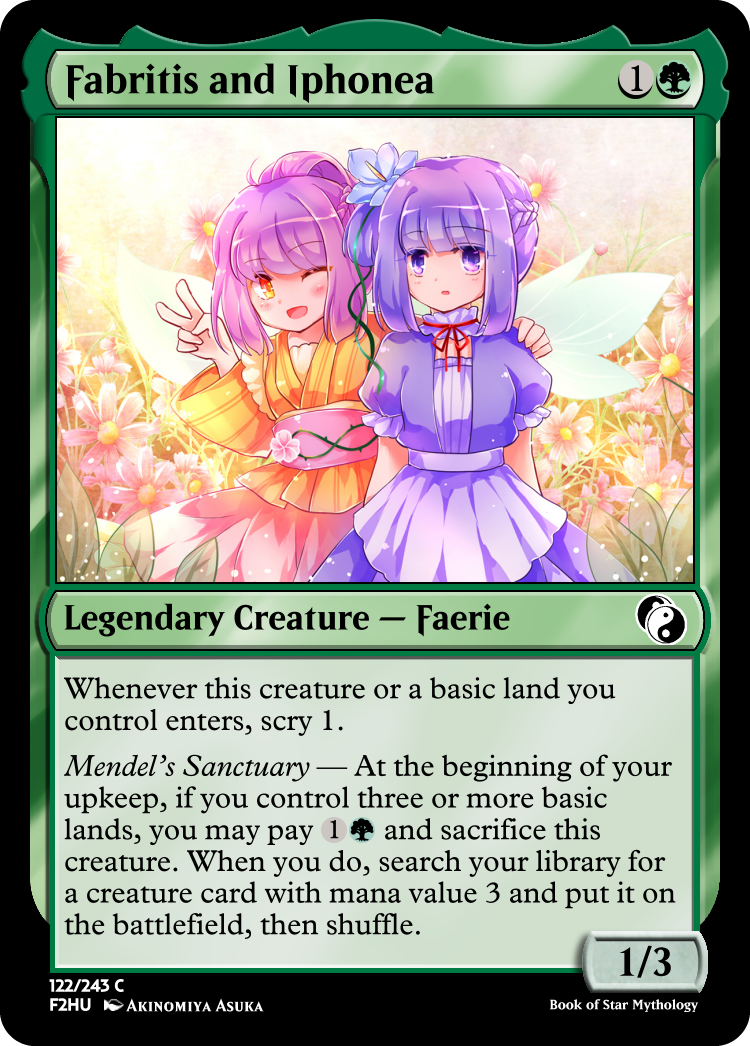 Fabritis and Iphonea 1
Legendary Creature — Faerie
Whenever this creature or a basic land you
control enters, scry 1.
Mendel's Sanctuary — At the beginning of your
upkeep, if you control three or more basic
lands, you may pay 1 and sacrifice this
creature. When you do, search your library for
a creature card with mana value 3 and put it on
the battlefield, then shuffle.
1/3
122/243 C
F2HU Akinomiya Asuka
Book of Star Mythology